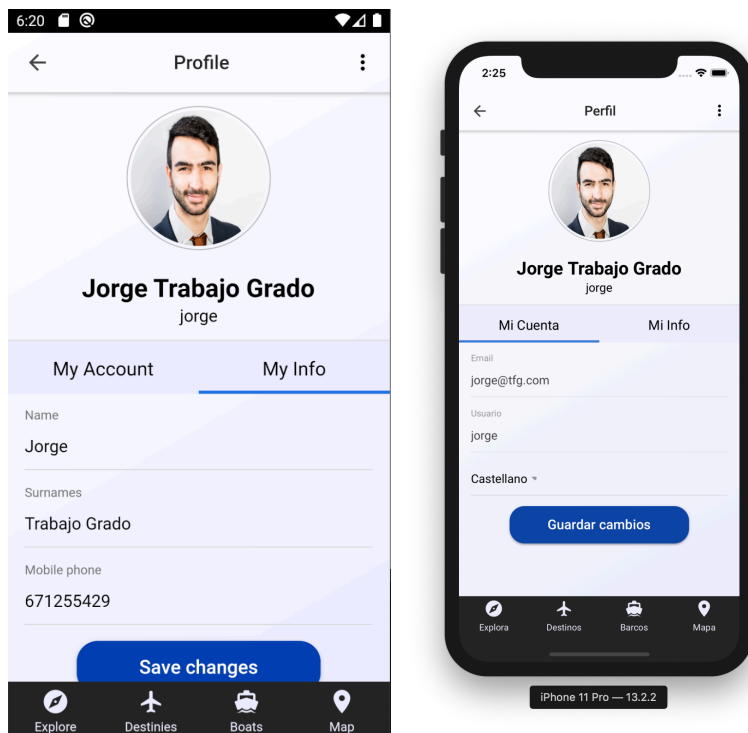 6:20
Profile
Jorge Trabajo Grado
jorge
My Account My Info
Name
Jorge
Surnames
Trabajo Grado
Mobile phone
671255429
Save changes
Explore Destinies Boats Map
2:25
Perfil
Jorge Trabajo Grado
jorge
Mi Cuenta Mi Info
Email
jorge@tfg.com
Usuario
jorge
Castellano
Guardar cambios
Explora Destinos Barcos Mapa
iPhone 11 Pro — 13.2.2